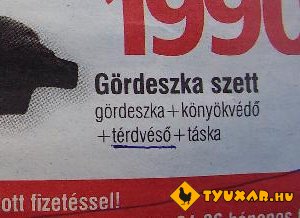 1990
Gördeszka szett
gördeszka+könyökvédő
+térdvéső+táska
ott fizetéssel!
TYUXAR.HU